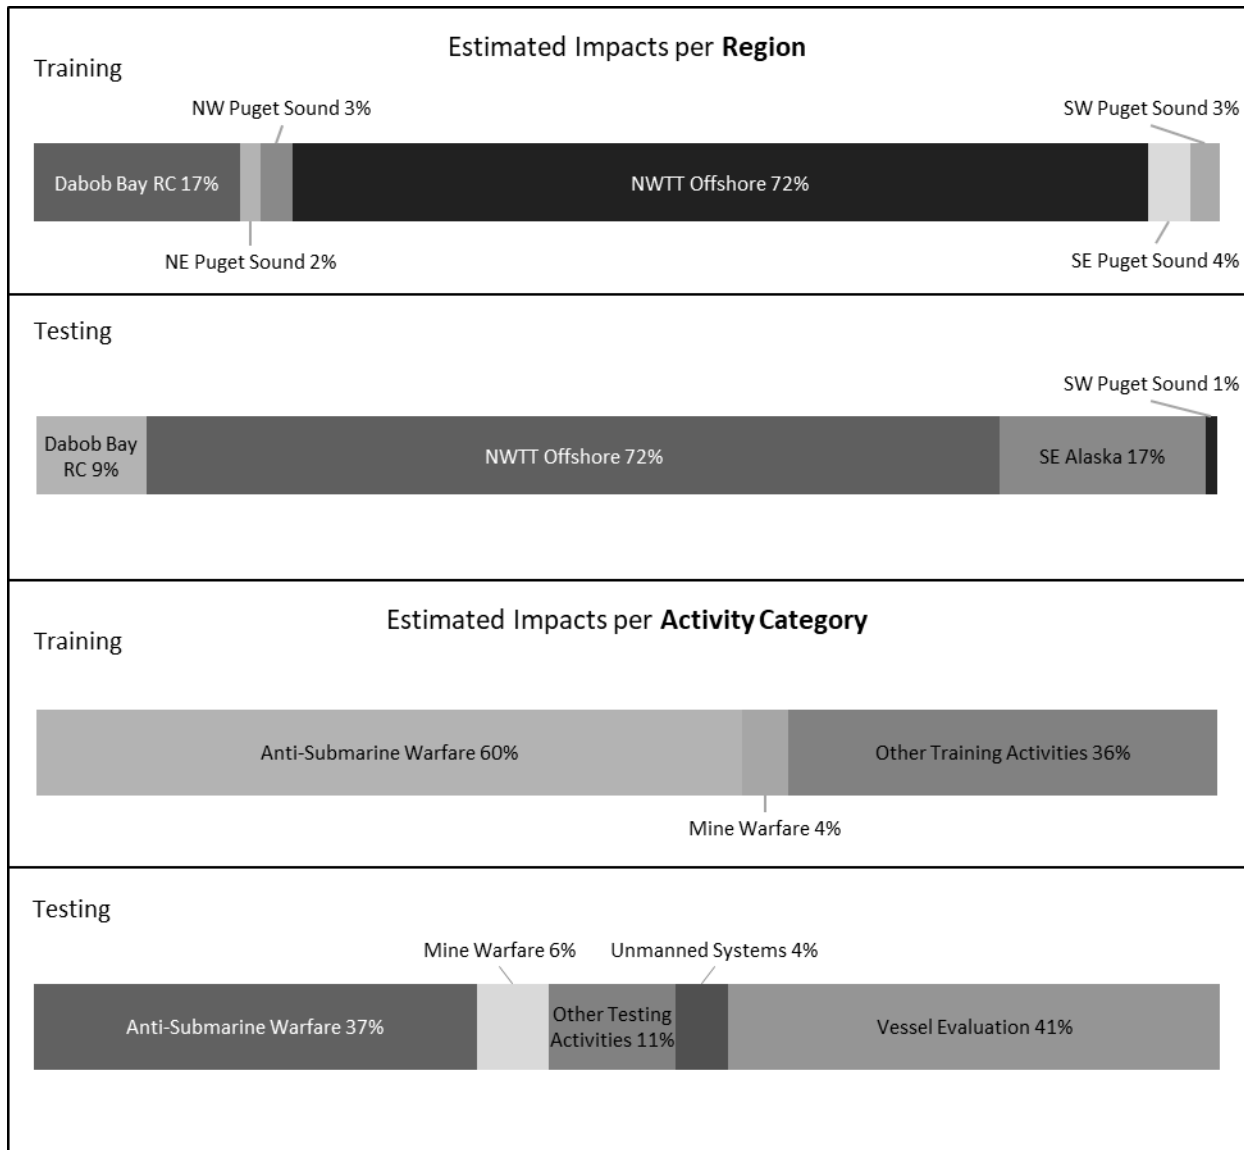 Estimated Impacts per Region
Training
NW Puget Sound 3%
SW Puget Sound 3%
Dabob Bay RC 17%
NWTT Offshore 72%
NE Puget Sound 2%
SE Puget Sound 4%
Testing
SW Puget Sound 1%
Dabob Bay
RC 9%
NWTT Offshore 72%
SE Alaska 17%
Estimated Impacts per Activity Category
Training
Anti-Submarine Warfare 60%
Other Training Activities 36%
Mine Warfare 4%
Testing
Mine Warfare 6%
Unmanned Systems 4%
Anti-Submarine Warfare 37%
Other Testing
Activities 11%
Vessel Evaluation 41%